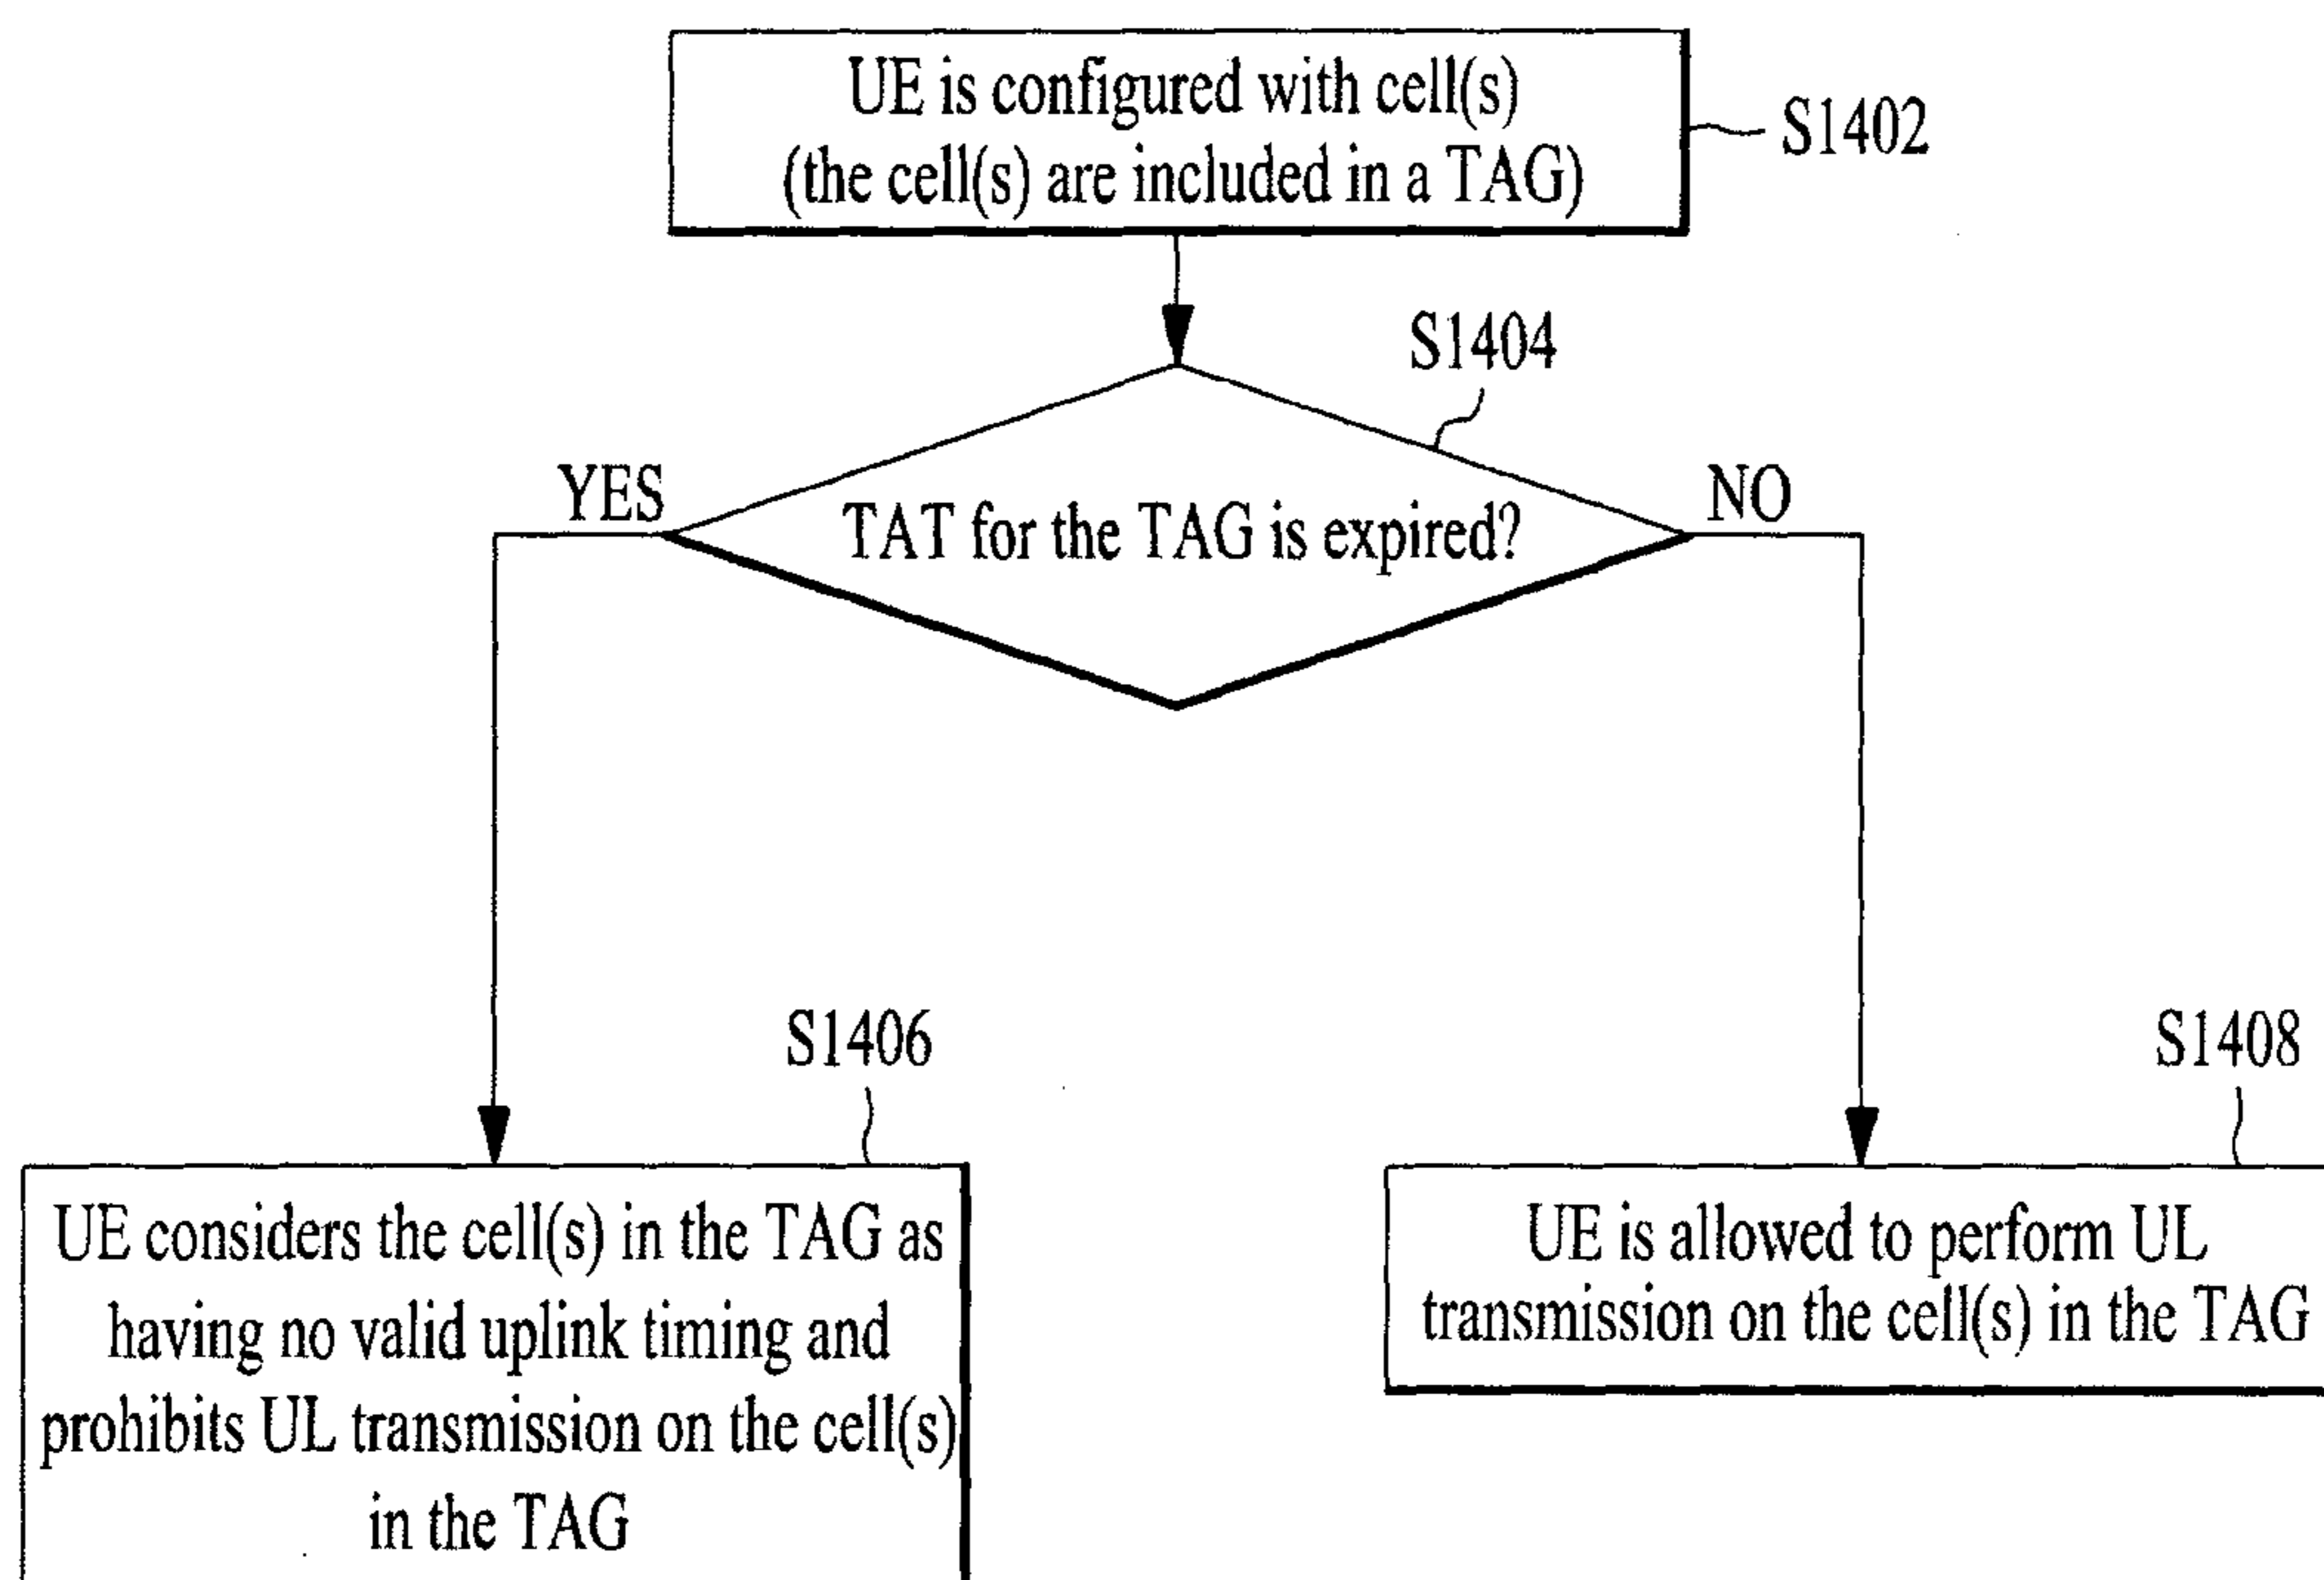 UE is configured with cell(s)
(the cell(s) are included in a TAG)
S1402
S1404
YES
NO
TAT for the TAG is expired?
S1406
S1408
UE considers the cell(s) in the TAG as
having no valid uplink timing and
prohibits UL transmission on the cell(s)
in the TAG
UE is allowed to perform UL
transmission on the cell(s) in the TAG